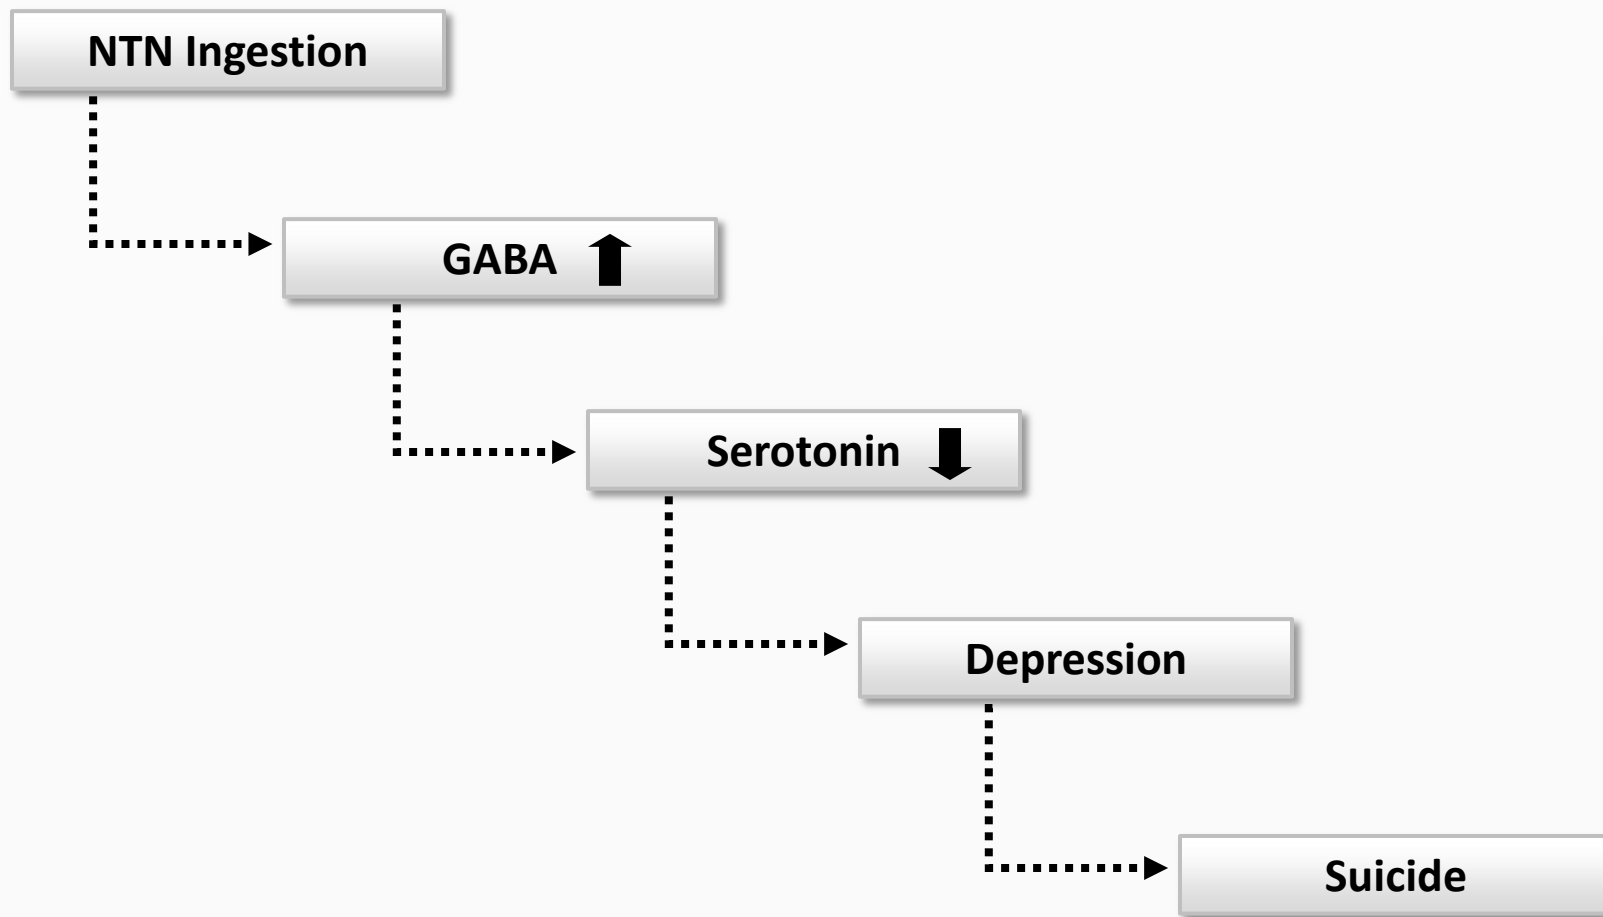 NTN Ingestion
GABA
Serotonin
Depression
Suicide